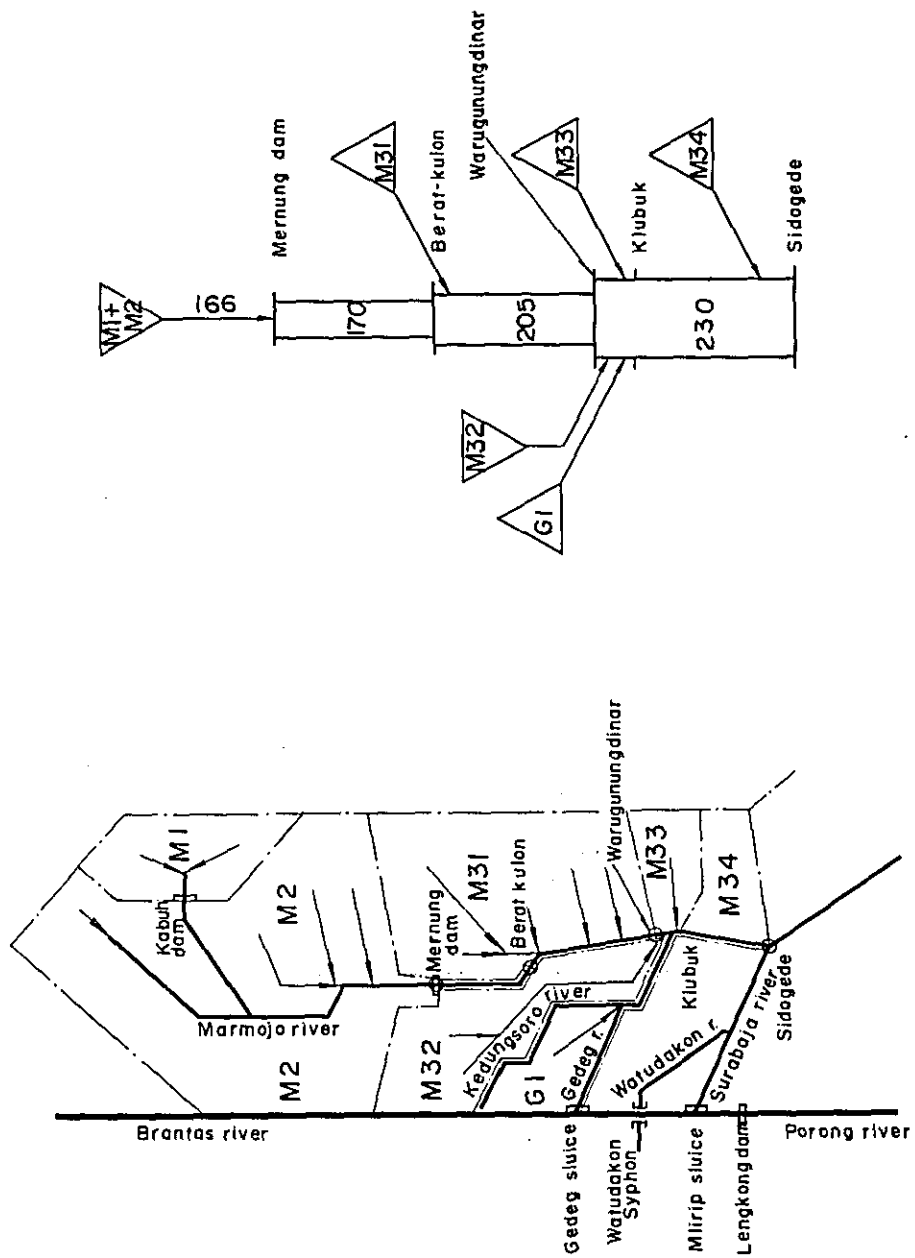 M1+
M2
166
Mernung dam
170
M31
Berat-kulon
205
Warugunungdinar
M32
M33
G1
Klubuk
230
M34
Sidogede
M1
Kabuh
dam
M2
Marmojo river
M2
Mernung
dam
M31
Berat kulon
M32
Kedungsoro river
Warugunungdinar
M33
G1
Gedeg r.
Klubuk
M34
Watudakon r.
Surabaja river
Sidogede
Brantas river
Gedeg sluice
Watudakon
Syphon
Mlirip sluice
Lengkong dam
Porong river